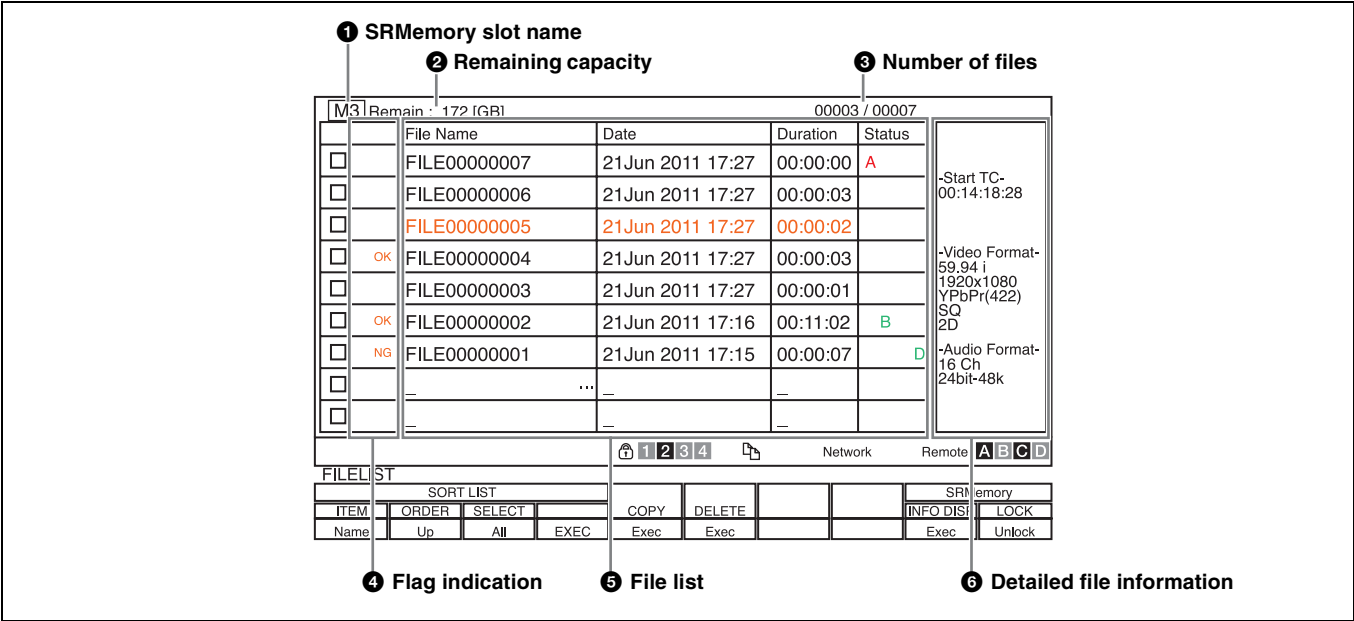 1 SRMemory slot name
2 Remaining capacity
3 Number of files
M3 Remain : 172 [GB] 00003 / 00007
File Name Date Duration Status
FILE00000007 21Jun 2011 17:27 00:00:00 A
FILE00000006 21Jun 2011 17:27 00:00:03
FILE00000005 21Jun 2011 17:27 00:00:02
OK FILE00000004 21Jun 2011 17:27 00:00:03
FILE00000003 21Jun 2011 17:27 00:00:01
OK FILE00000002 21Jun 2011 17:16 00:11:02 B
NG FILE00000001 21Jun 2011 17:15 00:00:07 D
_ ... _ _
_ _ _
-Start TC-
00:14:18:28
-Video Format-
59.94 i
1920x1080
YPbPr(422)
SQ
2D
-Audio Format-
16 Ch
24bit-48k
1 2 3 4 Network Remote A B C D
FILELIST
SORT LIST SRMemory
ITEM ORDER SELECT COPY DELETE INFO DISP LOCK
Name Up All EXEC Exec Exec Exec Unlock
4 Flag indication
5 File list
6 Detailed file information